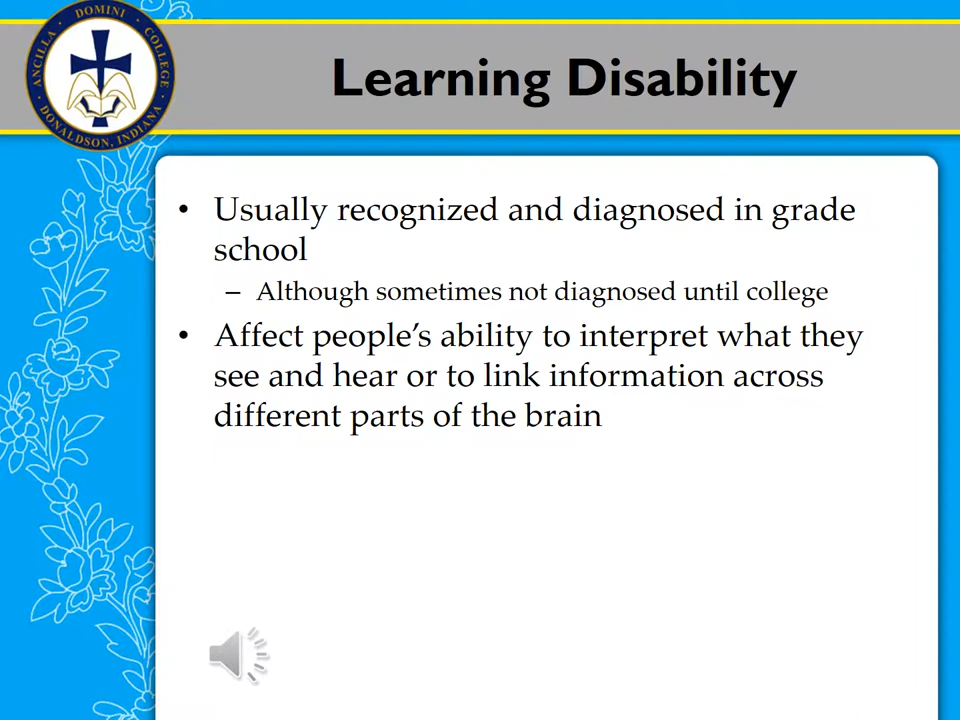 ANCILLA DOMINI COLLEGE
DONALDSON, INDIANA
Learning Disability
• Usually recognized and diagnosed in grade
school
– Although sometimes not diagnosed until college
• Affect people’s ability to interpret what they
see and hear or to link information across
different parts of the brain